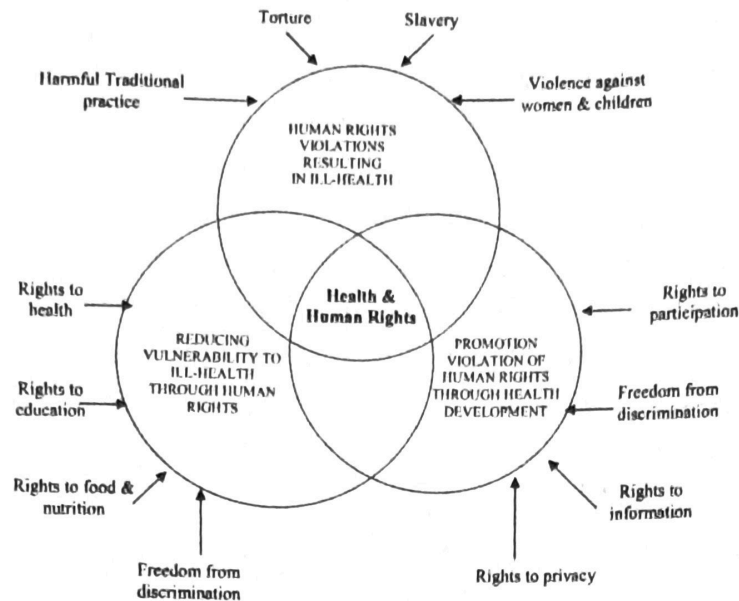 Torture
Slavery
Harmful Traditional
practice
Violence against
women & children
HUMAN RIGHTS
VIOLATIONS
RESULTING
IN ILL-HEALTH
Health &
Human Rights
Rights to
health
Rights to
education
Rights to food &
nutrition
Freedom from
discrimination
REDUCING
VULNERABILITY TO
ILL-HEALTH
THROUGH HUMAN
RIGHTS
PROMOTION
VIOLATION OF
HUMAN RIGHTS
THROUGH HEALTH
DEVELOPMENT
Rights to
participation
Freedom from
discrimination
Rights to
information
Rights to privacy